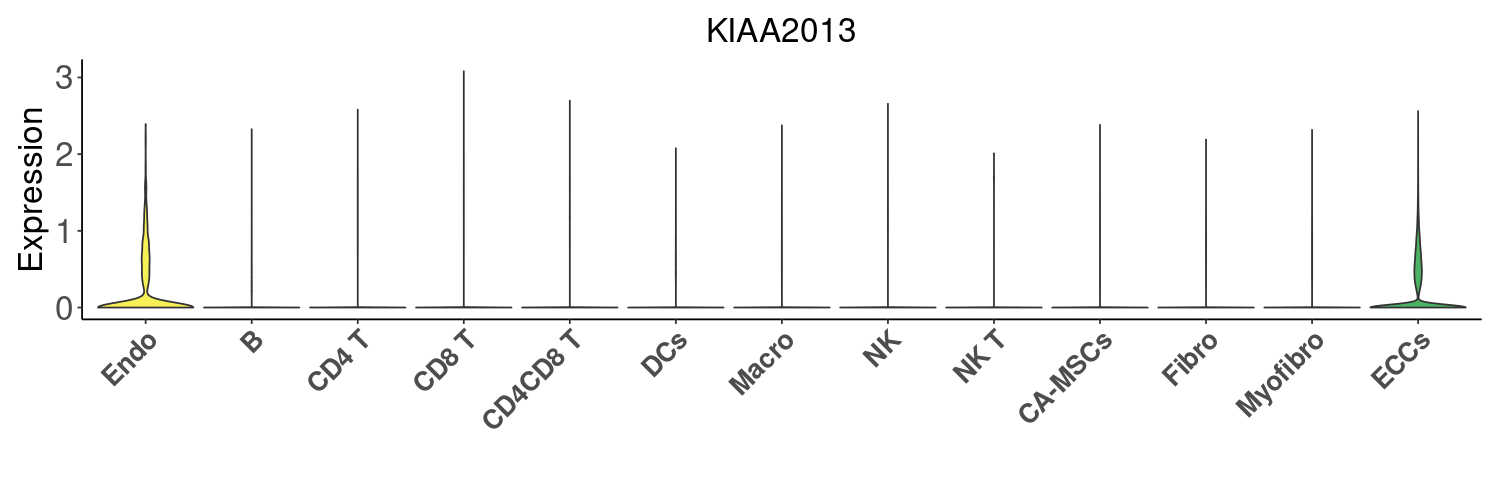 KIAA2013
Expression
3
2
1
0
Endo
B
CD4 T
CD8 T
CD4CD8 T
DCs
Macro
NK
NK T
CA-MSCs
Fibro
Myofibro
ECCs